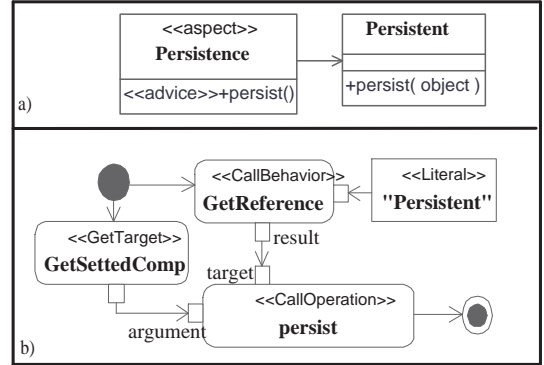 <<aspect>>
Persistence
<<advice>>+persist()
Persistent
+persist( object )
a)
<<CallBehavior>>
GetReference
<<Literal>>
"Persistent"
<<GetTarget>>
GetSettedComp
result
target
<<CallOperation>>
persist
argument
b)